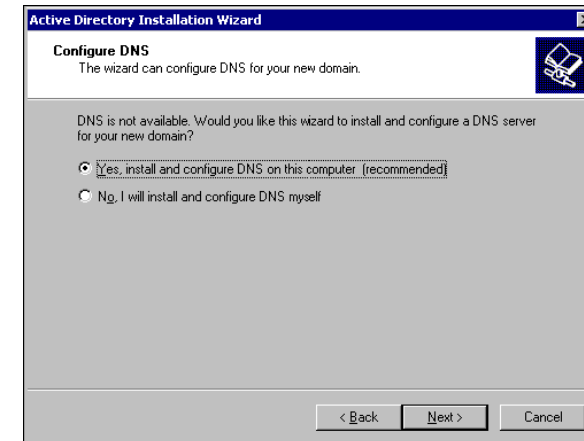 Active Directory Installation Wizard
Configure DNS
The wizard can configure DNS for your new domain.
DNS is not available. Would you like this wizard to install and configure a DNS server
for your new domain?
Yes, install and configure DNS on this computer (recommended)
No, I will install and configure DNS myself
< Back
Next >
Cancel